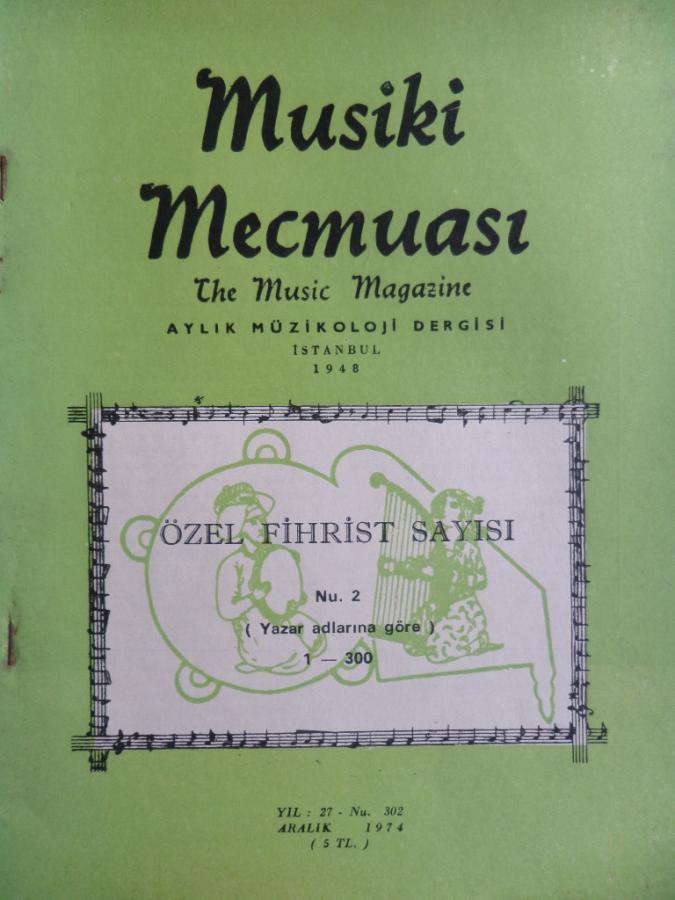 Musiki
Mecmuası
The Music Magazine
AYLIK MÜZİKOLOJİ DERGİSİ
İSTANBUL
1948
ÖZEL FİHRİST SAYISI
Nu. 2
( Yazar adlarına göre )
1 — 300
YIL : 27 - Nu. 302
ARALIK 1974
( 5 TL. )